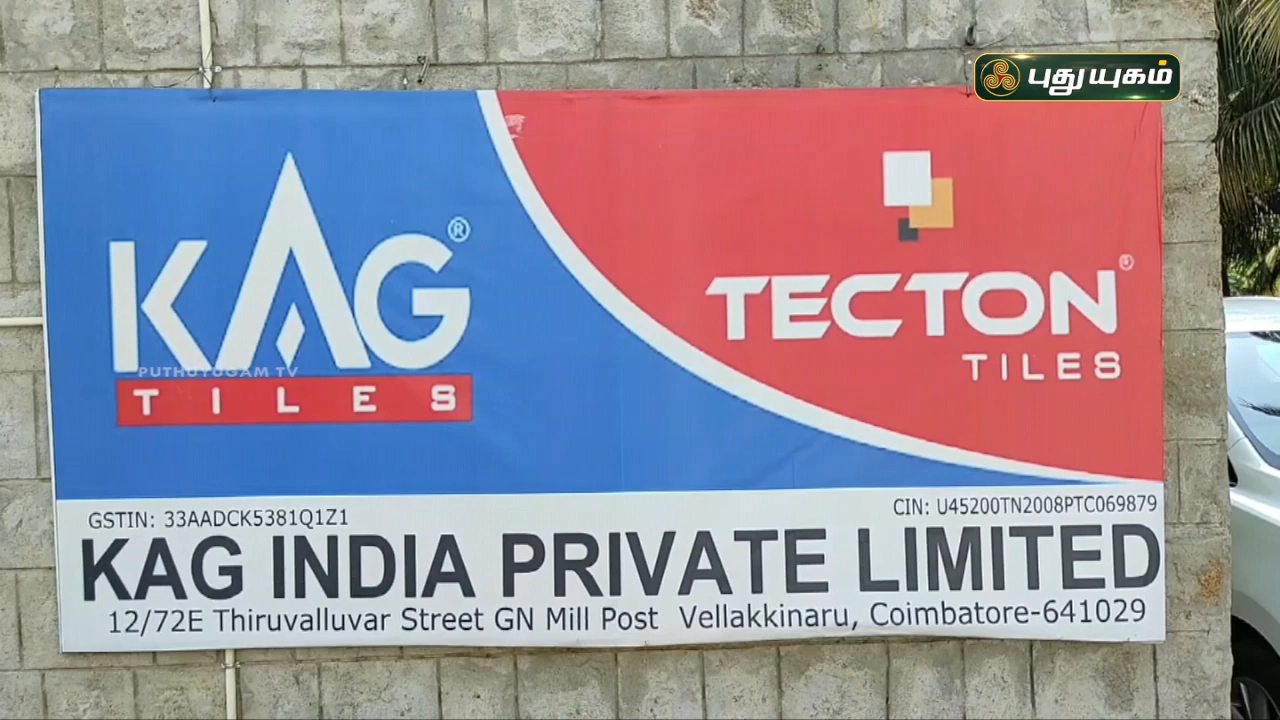 புதுயுகம்
KAG®
TILES
PUTHUYUGAM TV
TECTON®
TILES
GSTIN: 33AADCK5381Q1Z1
CIN: U45200TN2008PTC069879
KAG INDIA PRIVATE LIMITED
12/72E Thiruvalluvar Street GN Mill Post Vellakkinaru, Coimbatore-641029